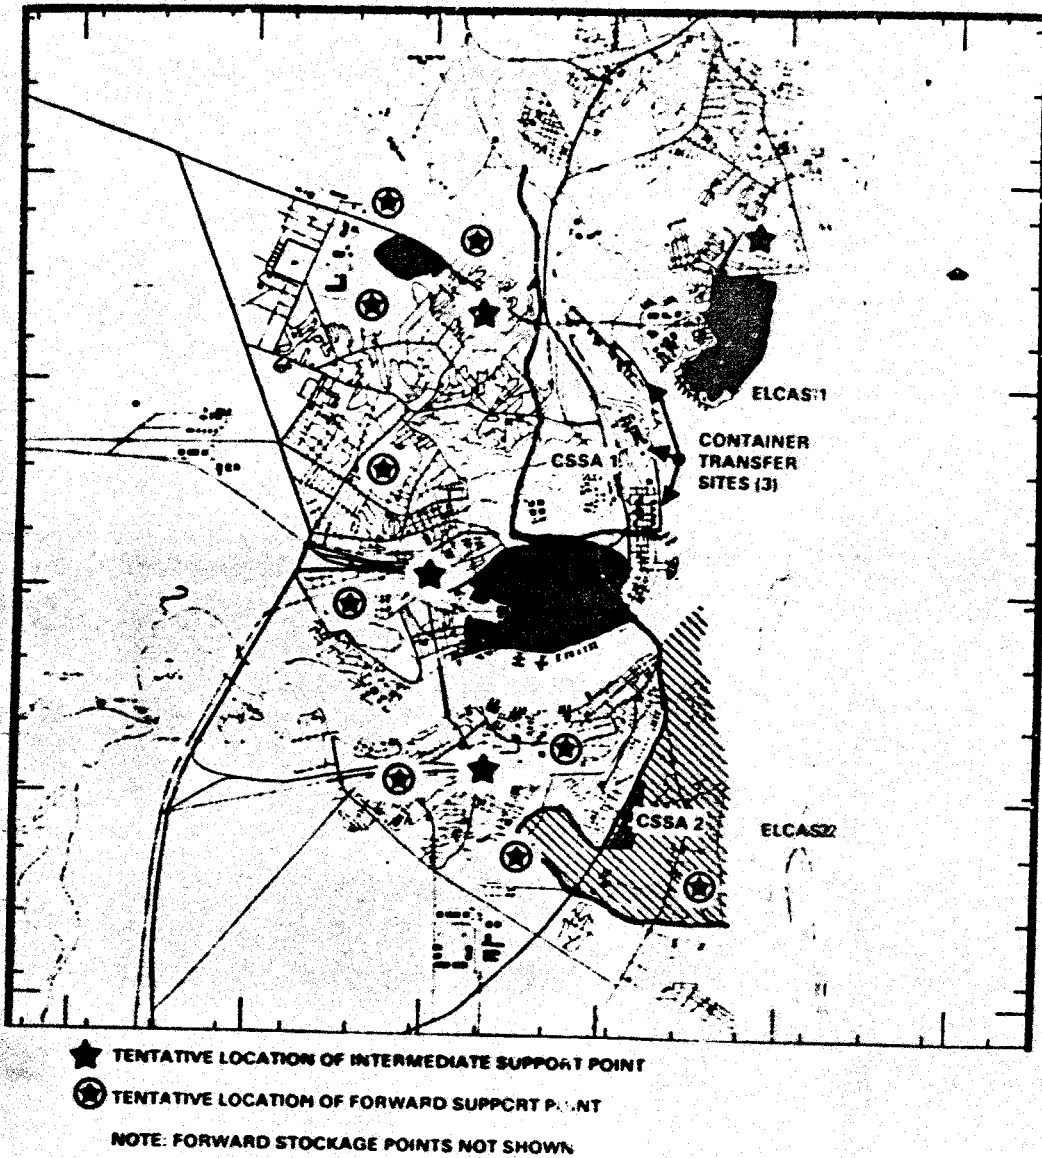 ELCAS 1
CONTAINER
TRANSFER
SITES (3)
CSSA 1
CSSA 2
ELCAS 2
TENTATIVE LOCATION OF INTERMEDIATE SUPPORT POINT
TENTATIVE LOCATION OF FORWARD SUPPORT POINT
NOTE: FORWARD STOCKAGE POINTS NOT SHOWN